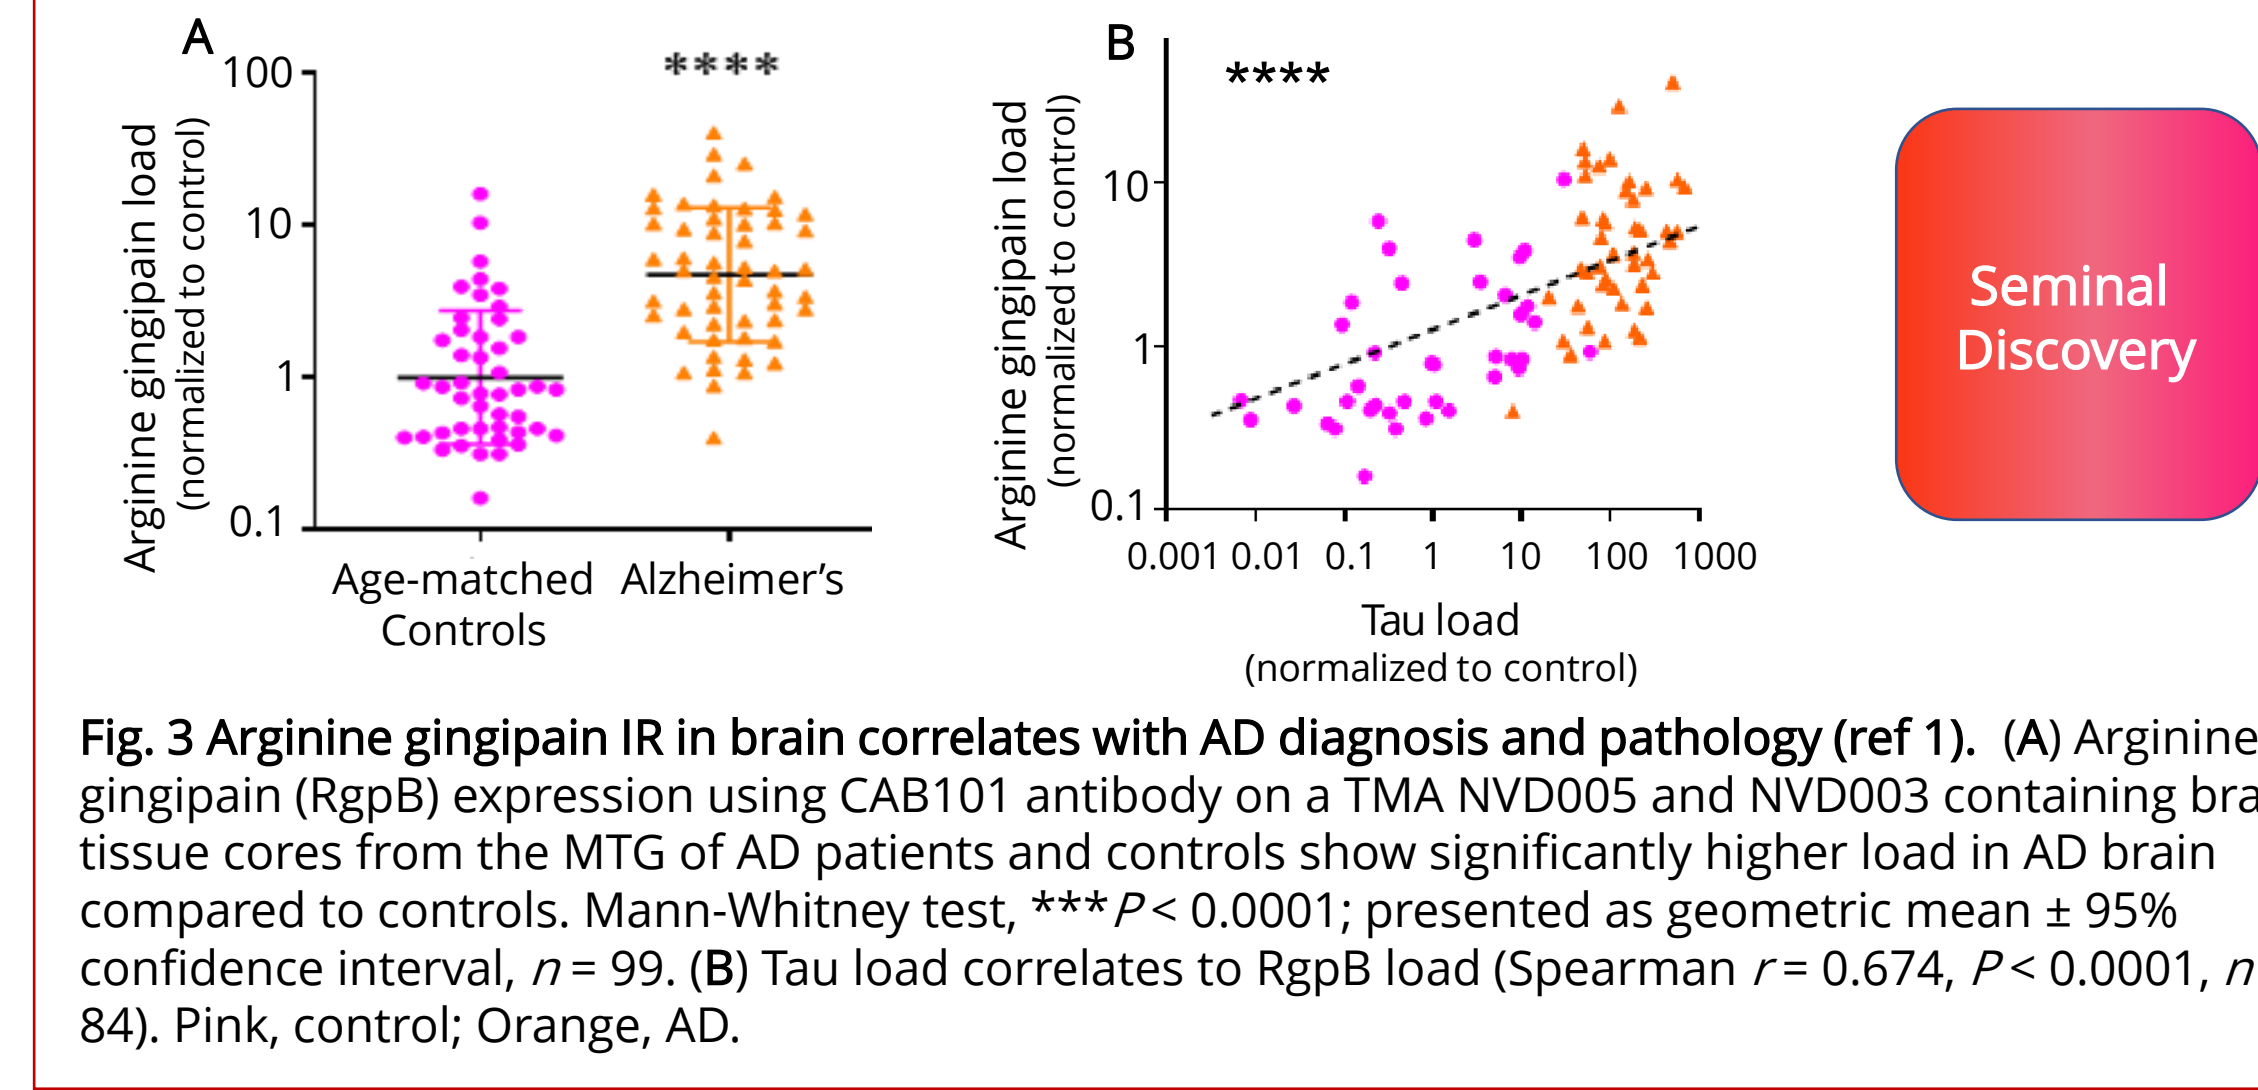 A
****
100
10
1
0.1
Arginine gingipain load
(normalized to control)
Age-matched
Controls
Alzheimer’s
B
****
10
1
0.1
Arginine gingipain load
(normalized to control)
0.001 0.01 0.1 1 10 100 1000
Tau load
(normalized to control)
Seminal
Discovery
Fig. 3 Arginine gingipain IR in brain correlates with AD diagnosis and pathology (ref 1). (A) Arginine
gingipain (RgpB) expression using CAB101 antibody on a TMA NVD005 and NVD003 containing bra
tissue cores from the MTG of AD patients and controls show significantly higher load in AD brain
compared to controls. Mann-Whitney test, ***P < 0.0001; presented as geometric mean ± 95%
confidence interval, n = 99. (B) Tau load correlates to RgpB load (Spearman r = 0.674, P < 0.0001, n
84). Pink, control; Orange, AD.